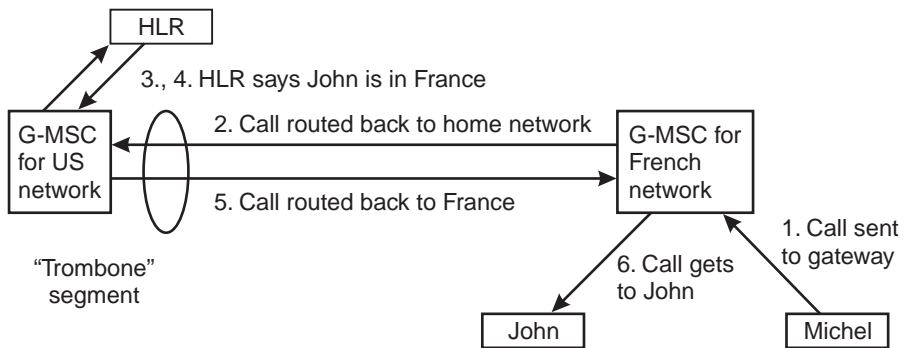 HLR
3., 4. HLR says John is in France
G-MSC
for US
network
2. Call routed back to home network
5. Call routed back to France
G-MSC for
French
network
“Trombone”
segment
1. Call sent
to gateway
6. Call gets
to John
John
Michel